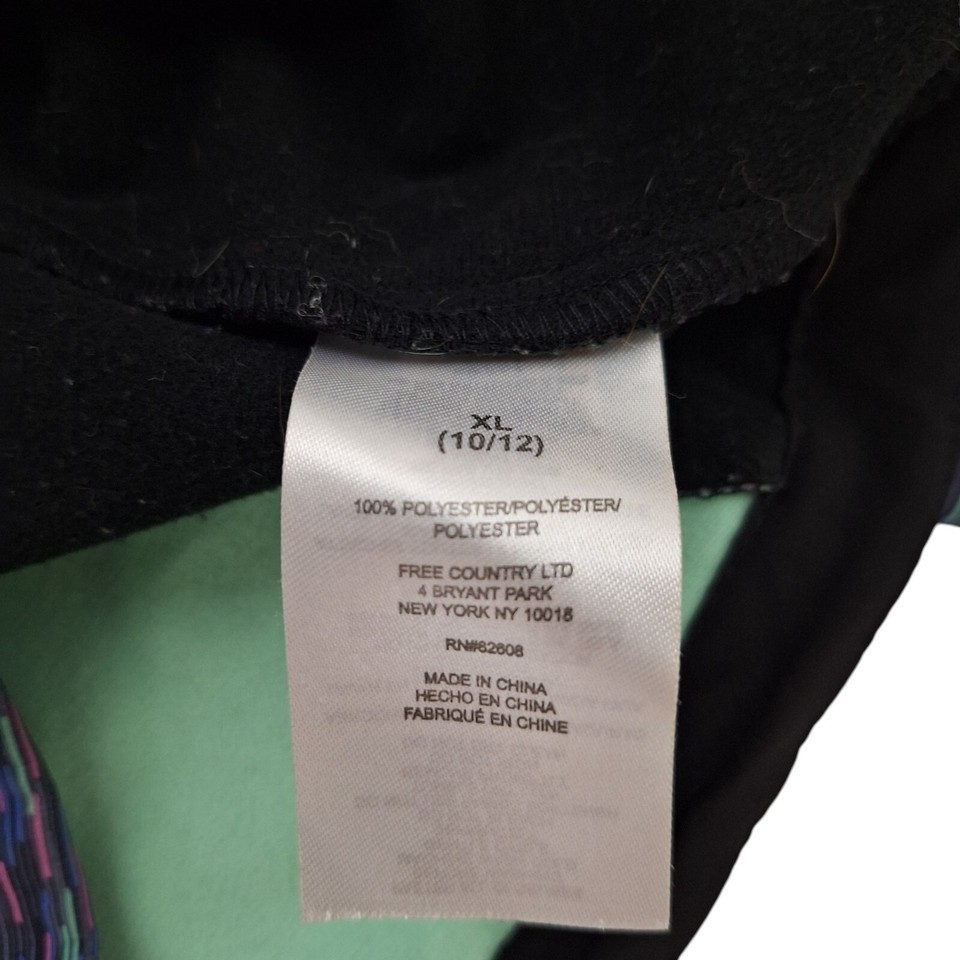 XL
(10/12)
100% POLYESTER/POLYÉSTER/
POLYESTER
FREE COUNTRY LTD
4 BRYANT PARK
NEW YORK NY 10018
RN#62608
MADE IN CHINA
HECHO EN CHINA
FABRIQUÉ EN CHINE